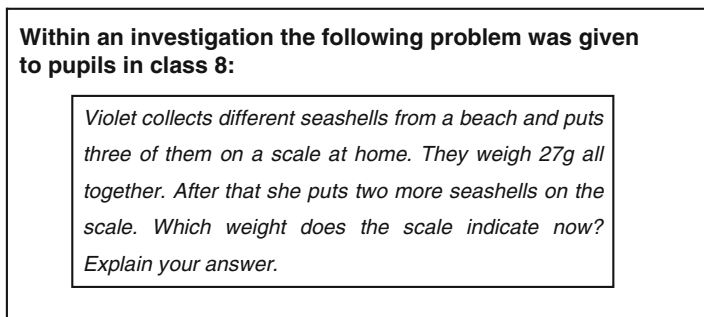 Within an investigation the following problem was given
to pupils in class 8:
Violet collects different seashells from a beach and puts
three of them on a scale at home. They weigh 27g all
together. After that she puts two more seashells on the
scale. Which weight does the scale indicate now?
Explain your answer.